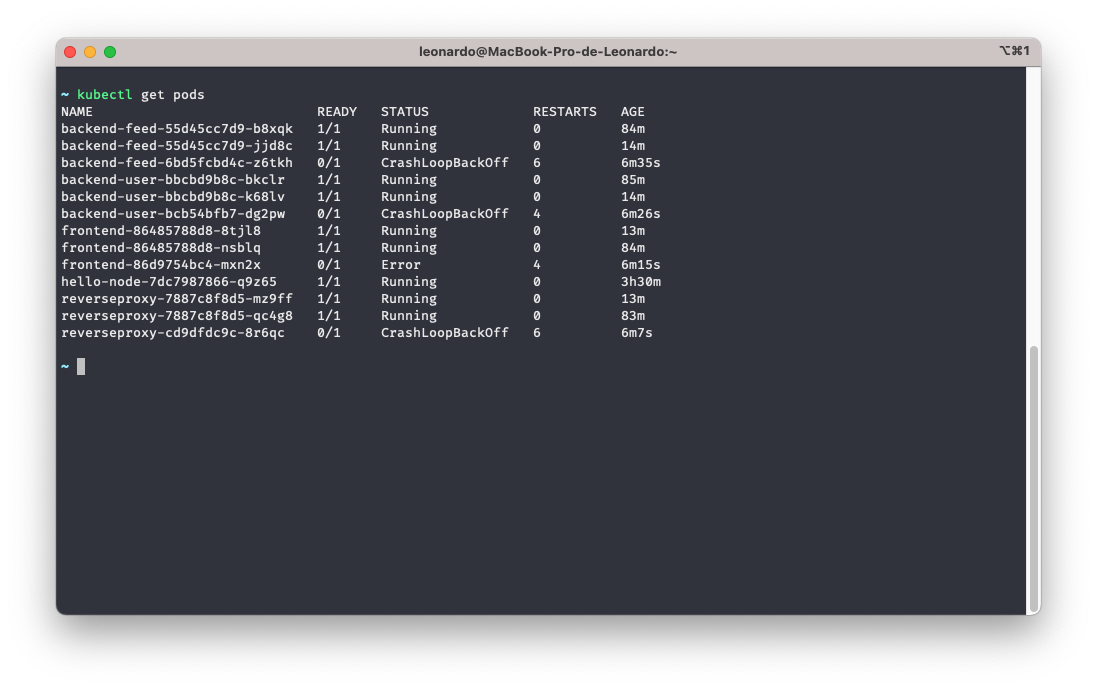 leonardo@MacBook-Pro-de-Leonardo:~ ⌥⌘1
~ kubectl get pods
NAME READY STATUS RESTARTS AGE
backend-feed-55d45cc7d9-b8xqk 1/1 Running 0 84m
backend-feed-55d45cc7d9-jjd8c 1/1 Running 0 14m
backend-feed-6bd5fcbd4c-z6tkh 0/1 CrashLoopBackOff 6 6m35s
backend-user-bbcbd9b8c-bkclr 1/1 Running 0 85m
backend-user-bbcbd9b8c-k68lv 1/1 Running 0 14m
backend-user-bcb54bfb7-dg2pw 0/1 CrashLoopBackOff 4 6m26s
frontend-86485788d8-8tjl8 1/1 Running 0 13m
frontend-86485788d8-nsblq 1/1 Running 0 84m
frontend-86d9754bc4-mxn2x 0/1 Error 4 6m15s
hello-node-7dc7987866-q9z65 1/1 Running 0 3h30m
reverseproxy-7887c8f8d5-mz9ff 1/1 Running 0 13m
reverseproxy-7887c8f8d5-qc4g8 1/1 Running 0 83m
reverseproxy-cd9dfdc9c-8r6qc 0/1 CrashLoopBackOff 6 6m7s
~